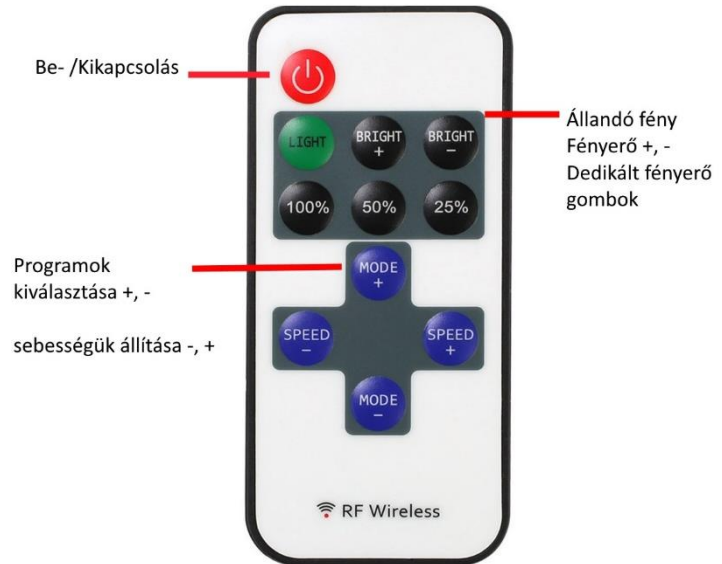 Be- /Kikapcsolás
LIGHT
BRIGHT
+
BRIGHT
-
Állandó fény
Fényerő +, -
Dedikált fényerő
gombok
100%
50%
25%
Programok
kiválasztása +, -
MODE
+
sebességük állítása -, +
SPEED
-
SPEED
+
MODE
-
RF Wireless